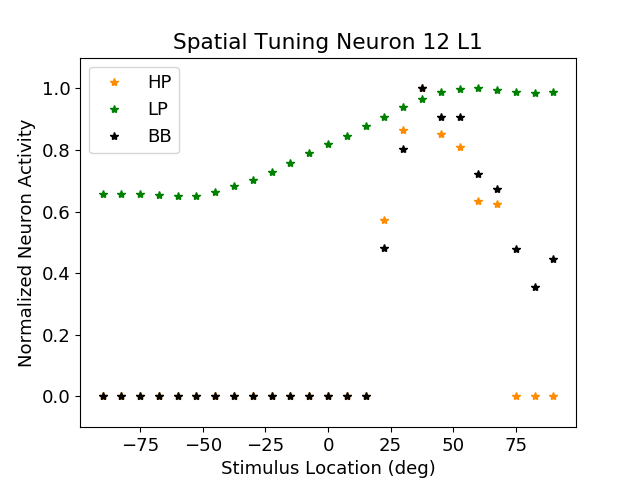 Spatial Tuning Neuron 12 L1
HP
LP
BB
Normalized Neuron Activity
1.0
0.8
0.6
0.4
0.2
0.0
−75 −50 −25 0 25 50 75
Stimulus Location (deg)